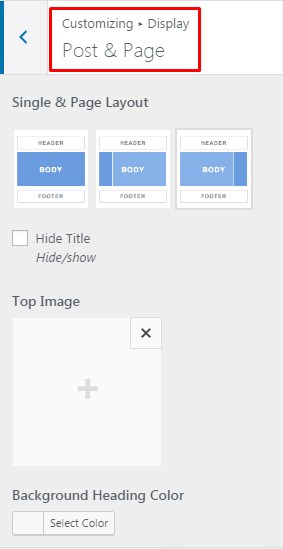 Customizing ▸ Display
Post & Page
Single & Page Layout
HEADER HEADER HEADER
BODY BODY BODY
FOOTER FOOTER FOOTER
Hide Title
Hide/show
Top Image
Background Heading Color
Select Color